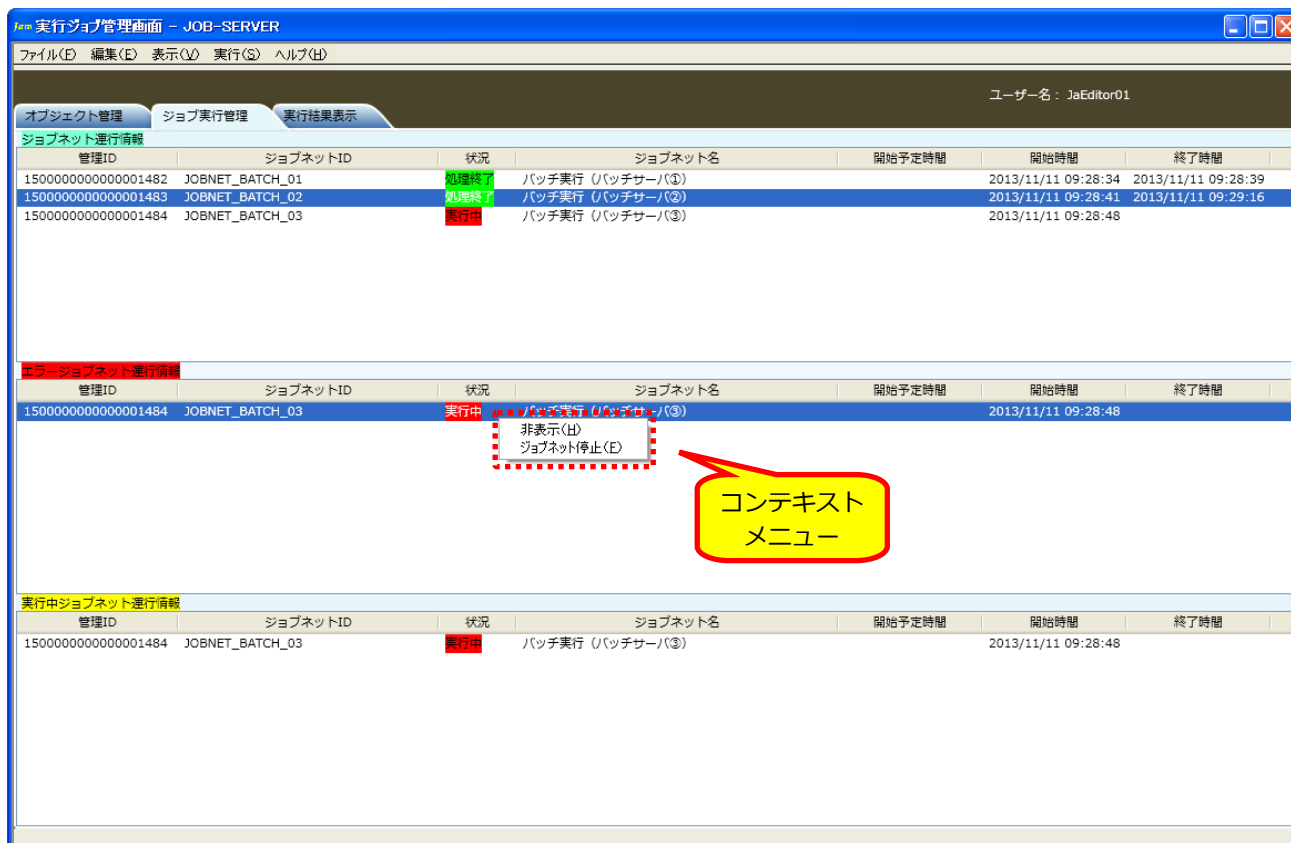 Jam 実行ジョブ管理画面 - JOB-SERVER
ファイル(F) 編集(E) 表示(V) 実行(S) ヘルプ(H)
ユーザー名： JaEditor01
オブジェクト管理 ジョブ実行管理 実行結果表示
ジョブネット運行情報
管理ID ジョブネットID 状況 ジョブネット名 開始予定時間 開始時間 終了時間
1500000000000001482 JOBNET_BATCH_01 処理終了 バッチ実行（バッチサーバ①） 2013/11/11 09:28:34 2013/11/11 09:28:39
1500000000000001483 JOBNET_BATCH_02 処理終了 バッチ実行（バッチサーバ②） 2013/11/11 09:28:41 2013/11/11 09:29:16
1500000000000001484 JOBNET_BATCH_03 実行中 バッチ実行（バッチサーバ③） 2013/11/11 09:28:48
エラージョブネット運行情報
管理ID ジョブネットID 状況 ジョブネット名 開始予定時間 開始時間 終了時間
1500000000000001484 JOBNET_BATCH_03 実行中 バッチ実行（バッチサーバ③） 2013/11/11 09:28:48
非表示(H)
ジョブネット停止(E)
コンテキスト
メニュー
実行中ジョブネット運行情報
管理ID ジョブネットID 状況 ジョブネット名 開始予定時間 開始時間 終了時間
1500000000000001484 JOBNET_BATCH_03 実行中 バッチ実行（バッチサーバ③） 2013/11/11 09:28:48